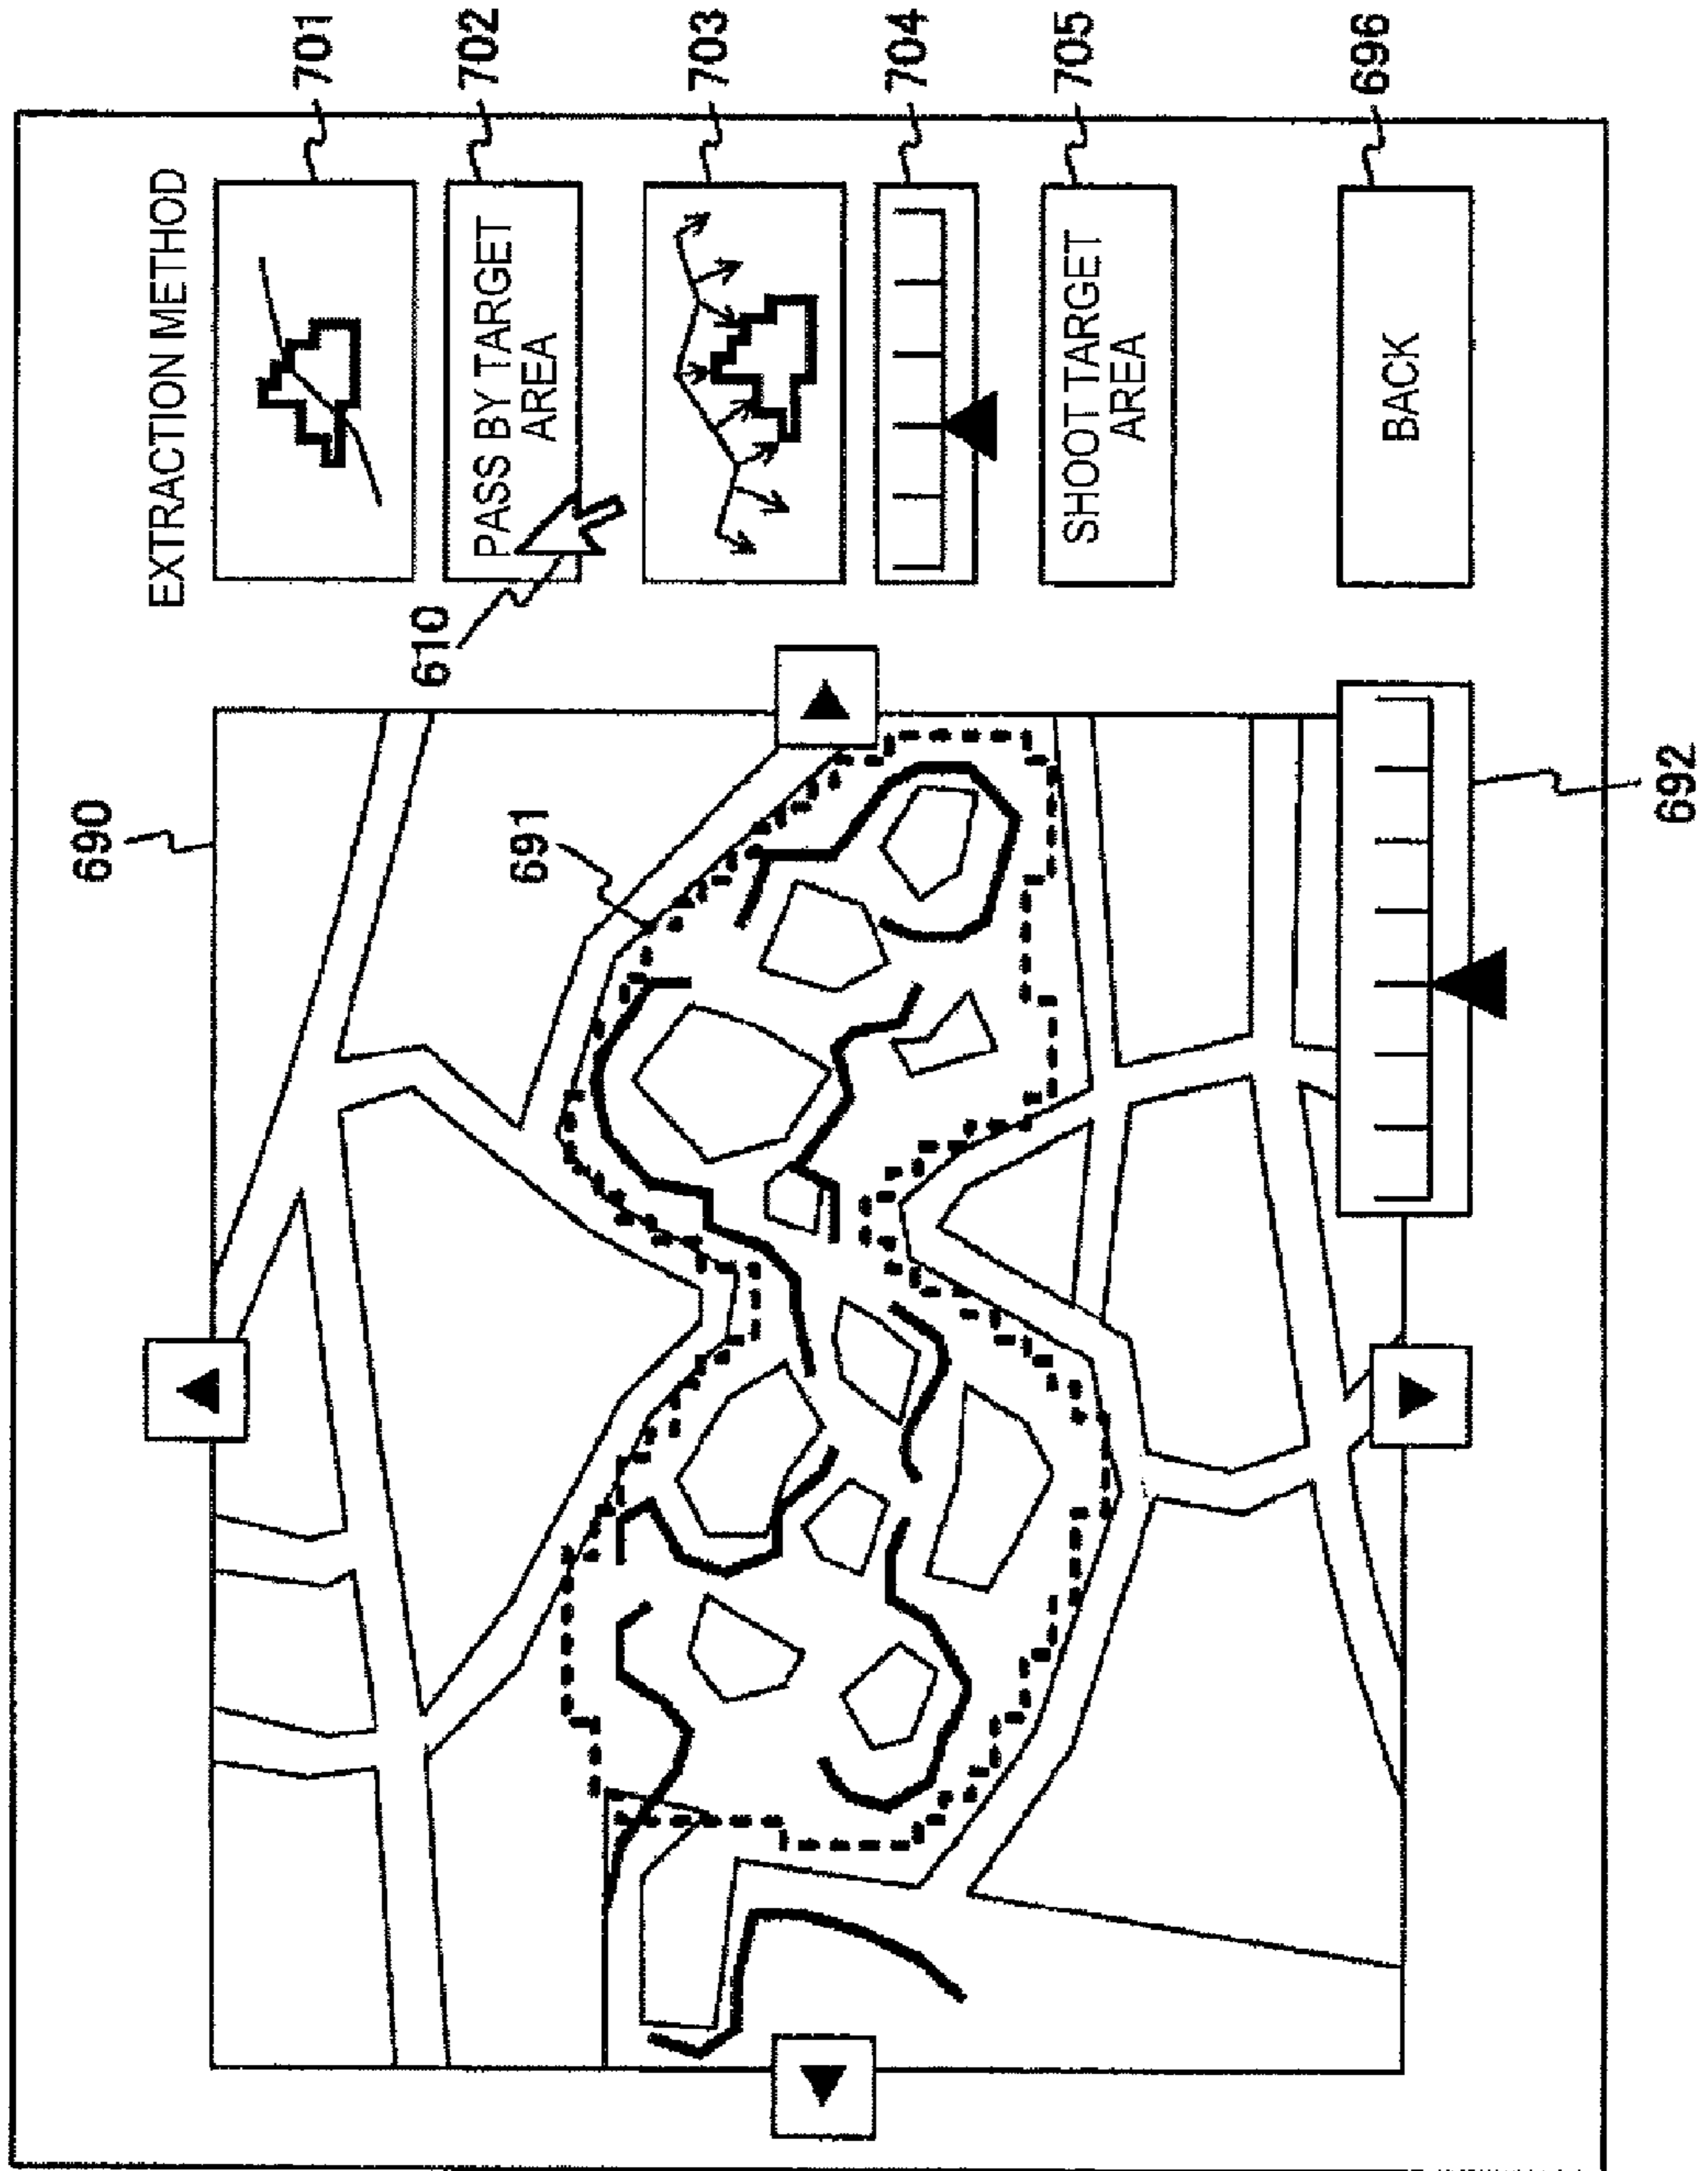 EXTRACTION METHOD
701
PASS BY TARGET
AREA
702
610
703
704
SHOOT TARGET
AREA
705
BACK
696
690
691
692